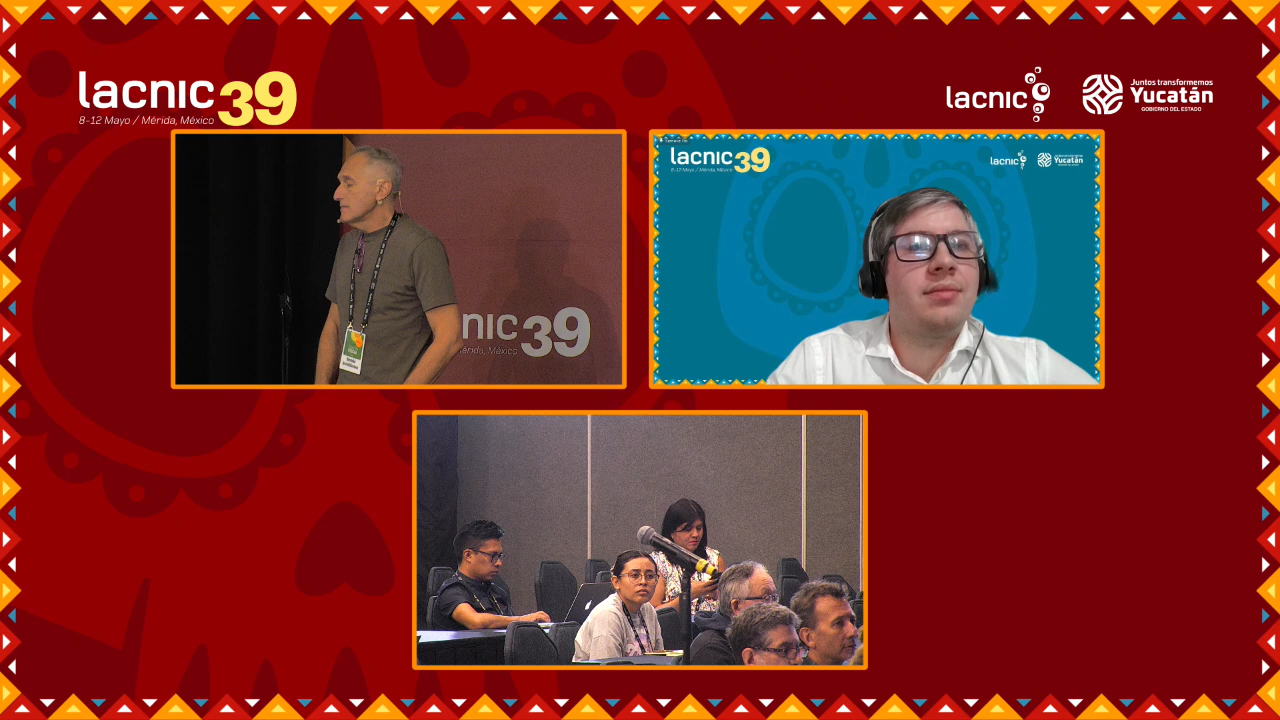 lacnic39
8-12 Mayo / Mérida, México
lacnic
Juntos transformemos
Yucatán
GOBIERNO DEL ESTADO
nic39
érida, México
lacnic39
8-12 Mayo / Mérida, México
lacnic
Yucatán